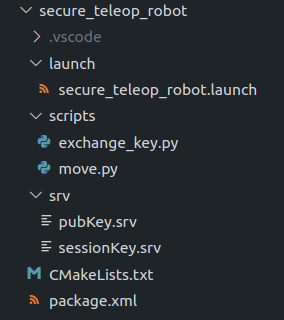 secure_teleop_robot
.vscode
launch
secure_teleop_robot.launch
scripts
exchange_key.py
move.py
srv
pubKey.srv
sessionKey.srv
CMakeLists.txt
package.xml